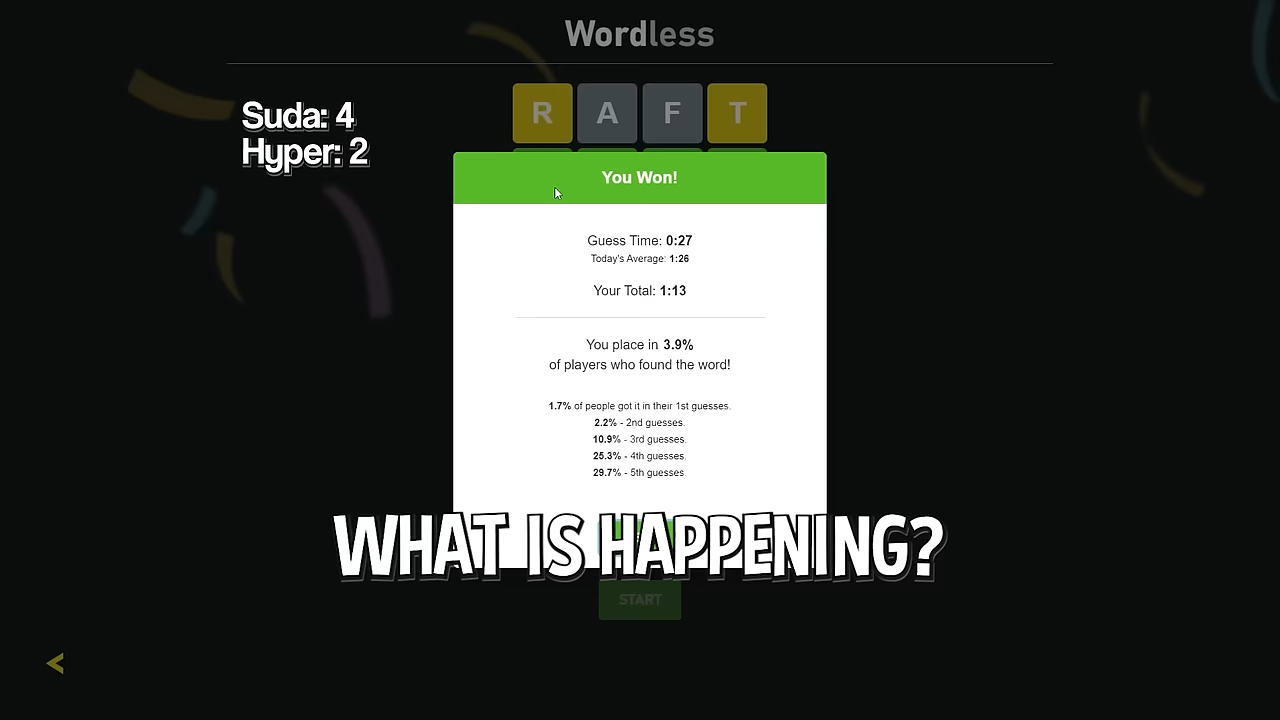 Wordless
Suda: 4
Hyper: 2
R A F T
You Won!
Guess Time: 0:27
Today's Average: 1:26
Your Total: 1:13
You place in 3.9%
of players who found the word!
1.7% of people got it in their 1st guesses.
2.2% - 2nd guesses.
10.9% - 3rd guesses.
25.3% - 4th guesses.
29.7% - 5th guesses.
WHAT IS HAPPENING?
START
<